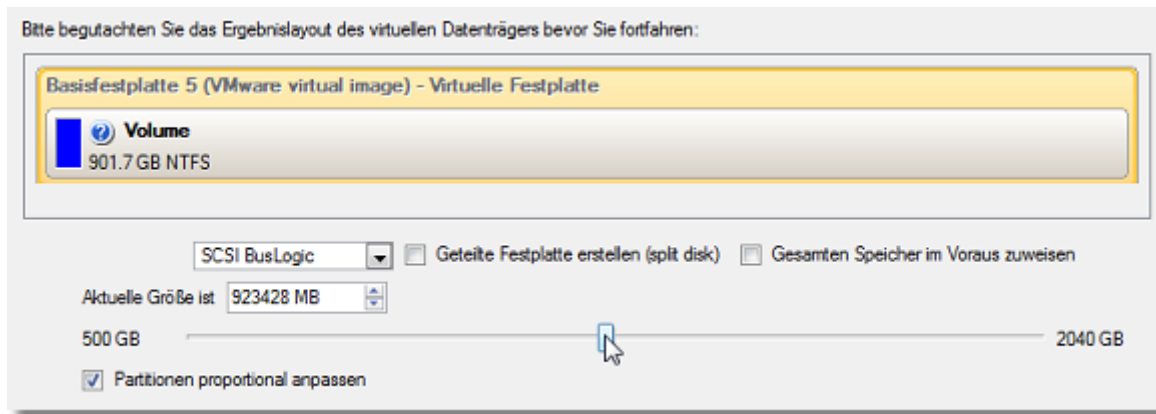 Bitte begutachten Sie das Ergebnislayout des virtuellen Datenträgers bevor Sie fortfahren:
Basisfestplatte 5 (VMware virtual image) - Virtuelle Festplatte
Volume
901.7 GB NTFS
SCSI BusLogic Geteilte Festplatte erstellen (split disk) Gesamten Speicher im Voraus zuweisen
Aktuelle Größe ist 923428 MB
500 GB 2040 GB
Partitionen proportional anpassen